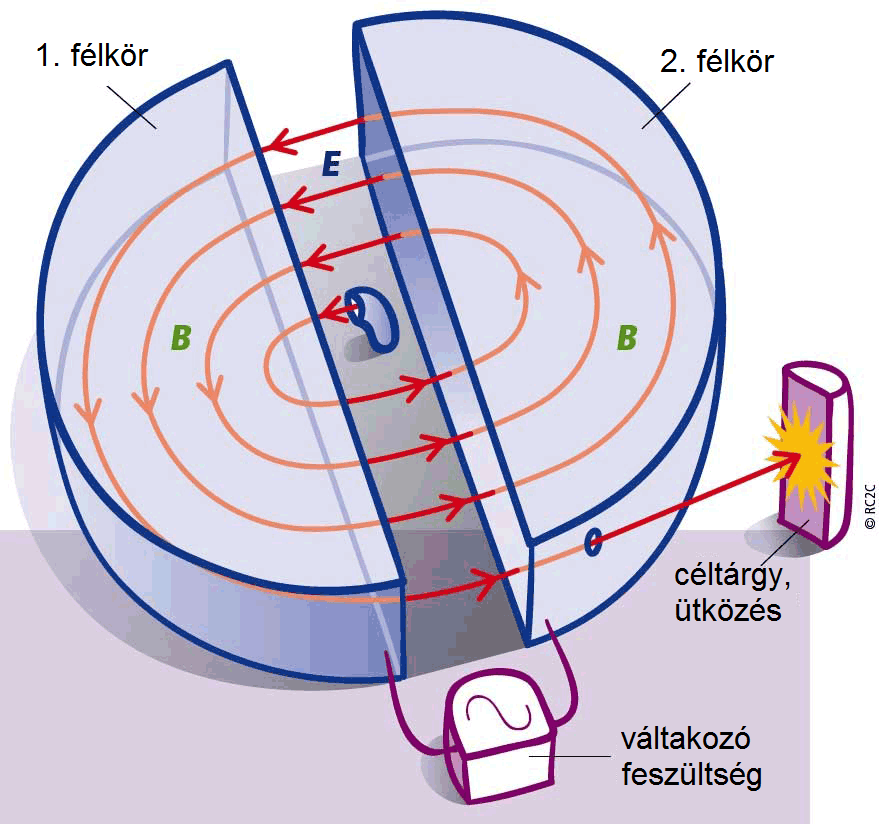 1. félkör
2. félkör
E
B
B
céltárgy,
ütközés
váltakozó
feszültség
© RC2C